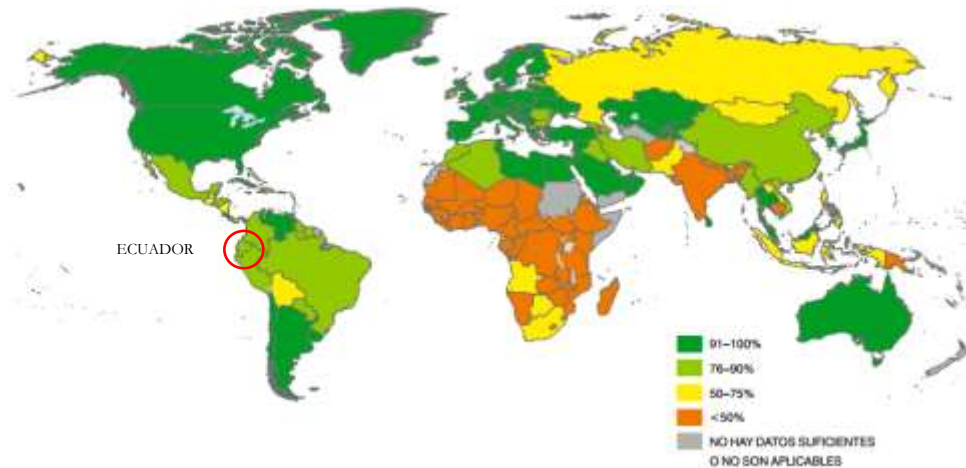 ECUADOR
91–100%
76–90%
50–75%
<50%
NO HAY DATOS SUFICIENTES
O NO SON APLICABLES